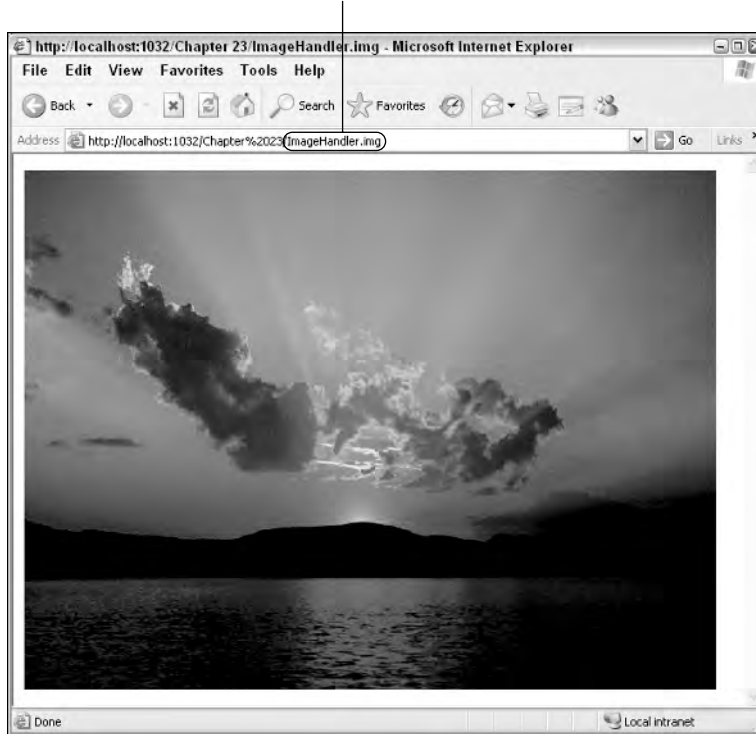 http://localhost:1032/Chapter 23/ImageHandler.img - Microsoft Internet Explorer
File Edit View Favorites Tools Help
Back Search Favorites
Address http://localhost:1032/Chapter%2023/ImageHandler.img Go Links
Done Local intranet